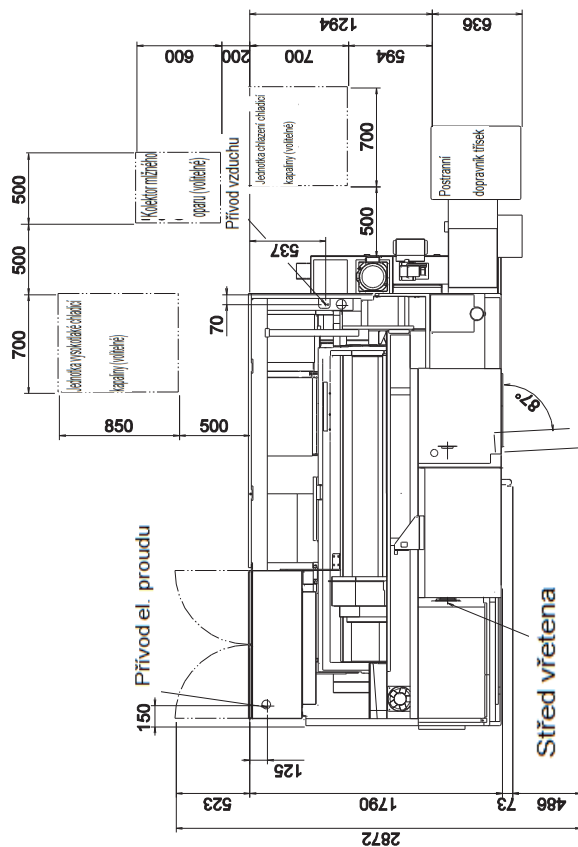 700
500
500
850
500
Jednotka vysokotlaké chladicí
kapaliny (volitelné)
Kolektor mlžného
oparu (volitelné)
600
200
700
594
1294
636
Přívod vzduchu
Jednotka chlazení chladicí
kapaliny (volitelné)
700
500
Postranní
dopravník třísek
537
70
87°
Přívod el. proudu
150
125
523
1790
73
486
2872
Střed vřetena